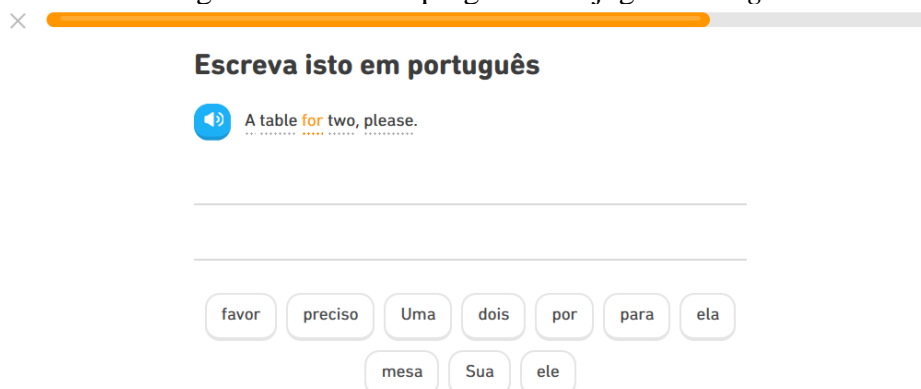 Escreva isto em português
A table for two, please.
favor preciso Uma dois por para ela
mesa Sua ele